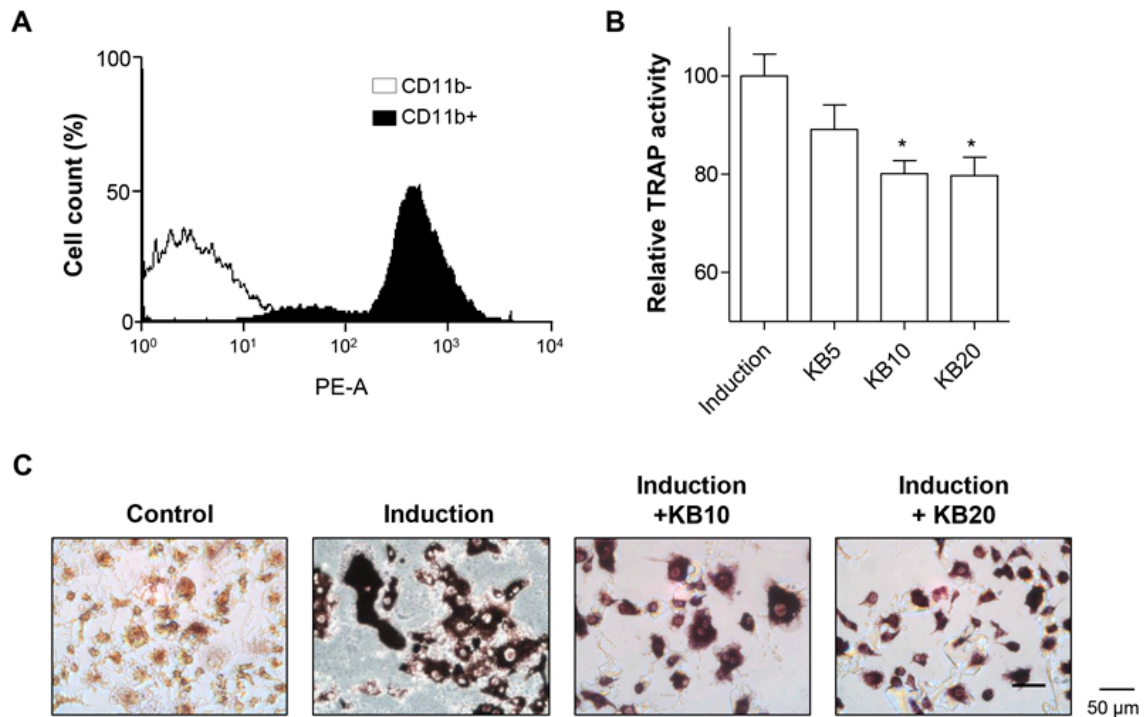 A
B
100
50
0
Cell count (%)
CD11b-
CD11b+
10⁰
10¹
10²
10³
10⁴
PE-A
100
80
60
Relative TRAP activity
*
*
Induction
KB5
KB10
KB20
C
Control
Induction
Induction
+KB10
Induction
+ KB20
50 µm